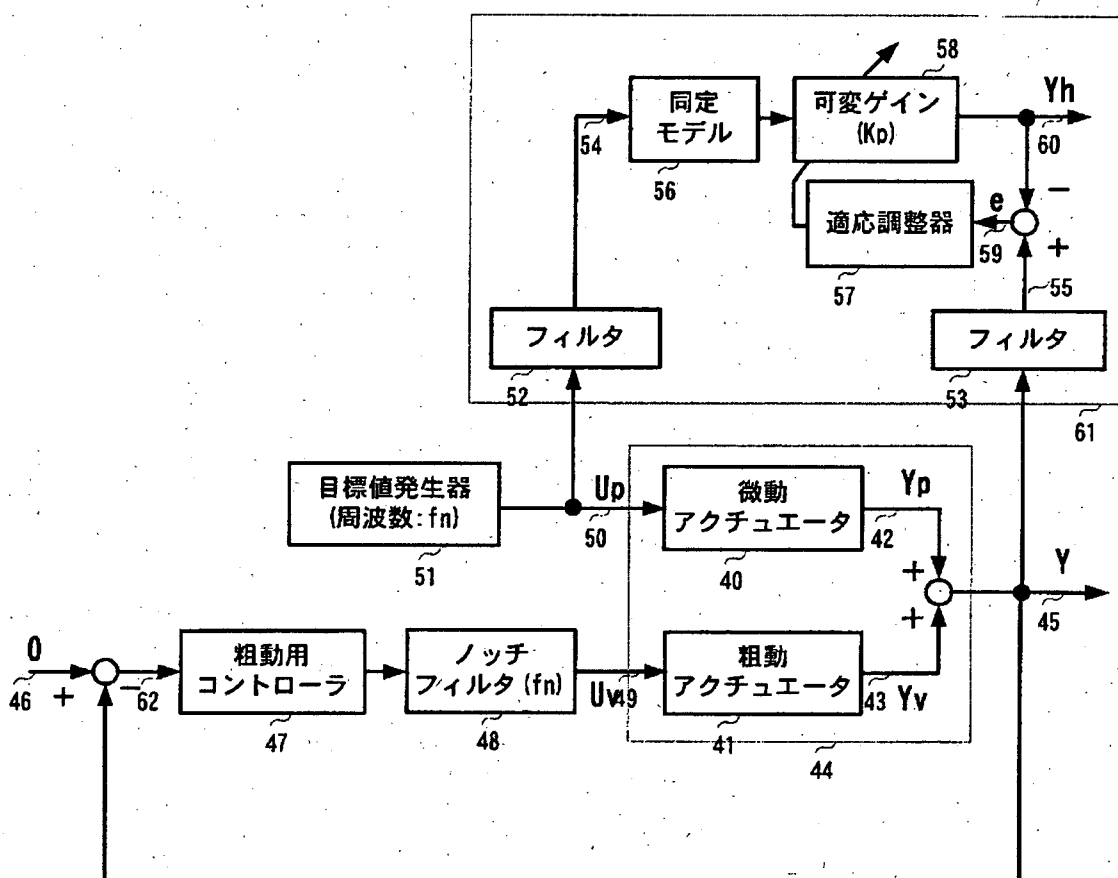 58
同定
モデル
可変ゲイン
(Kp)
Yh
54
60
56
−
適応調整器
e
59
+
57
55
フィルタ
フィルタ
52
53
61
目標値発生器
(周波数:fn)
Up
微動
アクチュエータ
Yp
50
42
51
40
+
Y
+
45
0
粗動用
コントローラ
ノッチ
フィルタ(fn)
粗動
アクチュエータ
46
+
−
62
Uv
49
43
Yv
47
48
41
44